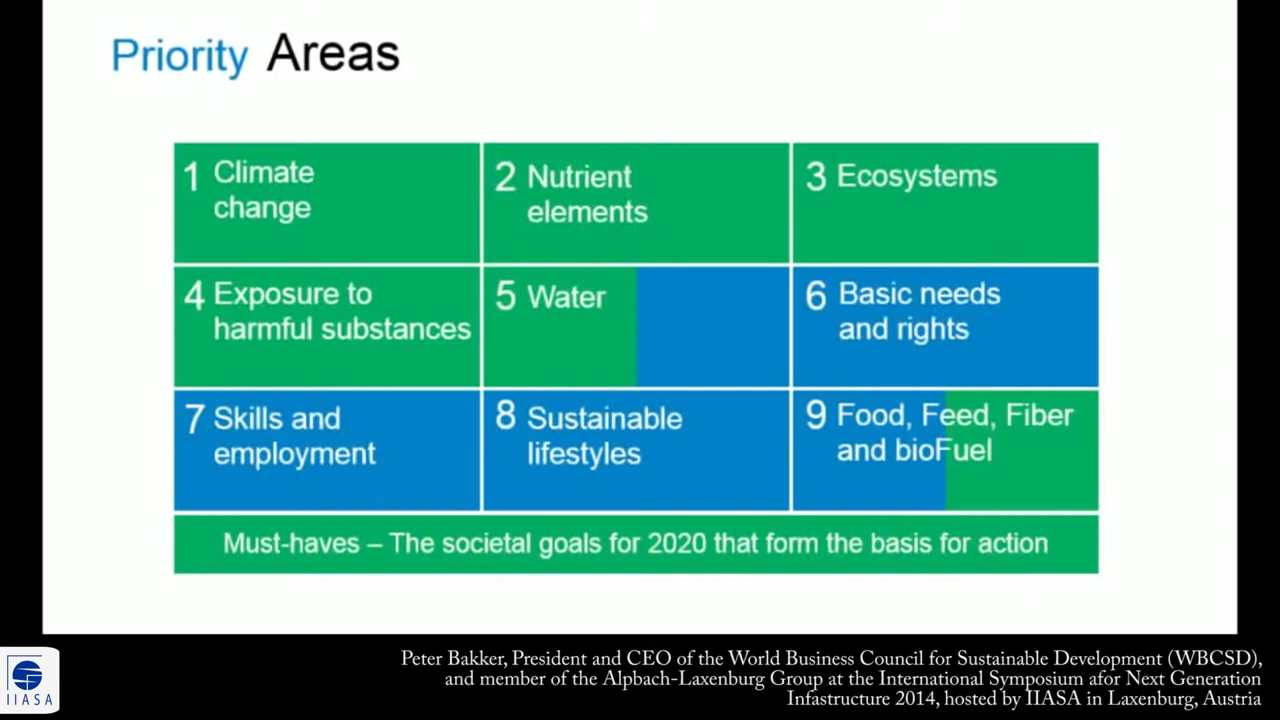 Priority Areas
1 Climate
change
2 Nutrient
elements
3 Ecosystems
4 Exposure to
harmful substances
5 Water
6 Basic needs
and rights
7 Skills and
employment
8 Sustainable
lifestyles
9 Food, Feed, Fiber
and bioFuel
Must-haves – The societal goals for 2020 that form the basis for action
IIASA
Peter Bakker, President and CEO of the World Business Council for Sustainable Development (WBCSD),
and member of the Alpbach-Laxenburg Group at the International Symposium afor Next Generation
Infastructure 2014, hosted by IIASA in Laxenburg, Austria